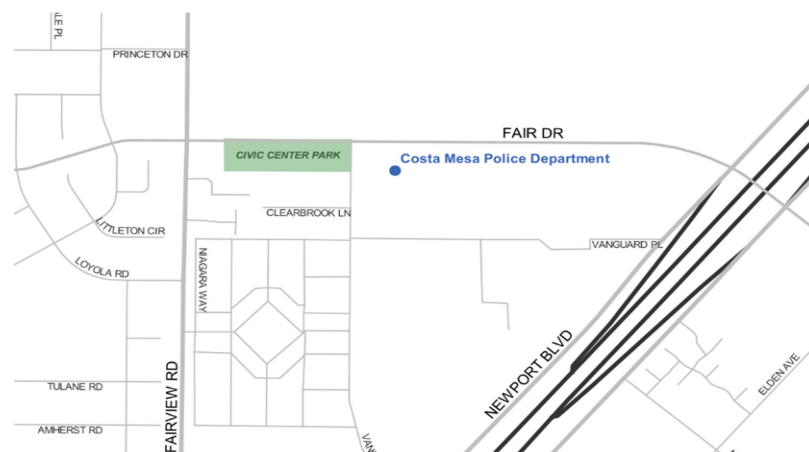 PRINCETON DR
FAIR DR
CIVIC CENTER PARK
Costa Mesa Police Department
CLEARBROOK LN
LITTLETON CIR
VANGUARD PL
LOYOLA RD
NIAGARA WAY
NEWPORT BLVD
ELDEN AVE
TULANE RD
FAIRVIEW RD
AMHERST RD